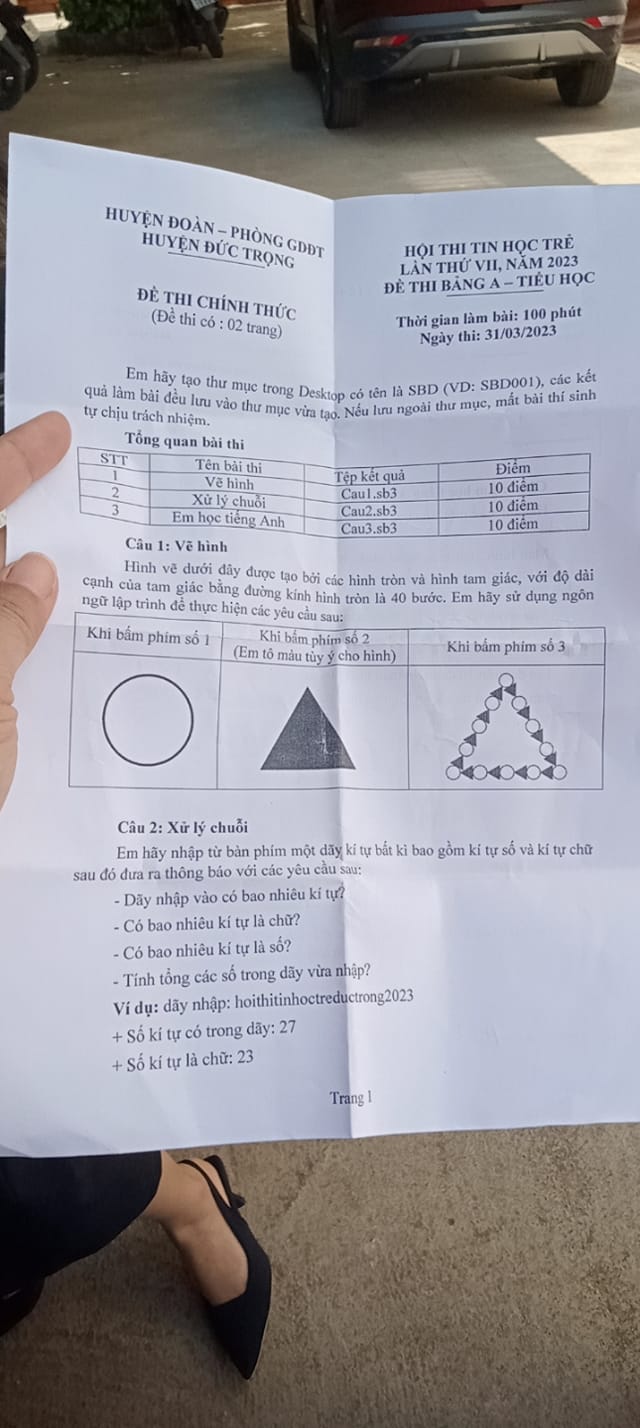 HUYỆN ĐOÀN – PHÒNG GDĐT
HUYỆN ĐỨC TRỌNG
ĐỀ THI CHÍNH THỨC
(Đề thi có : 02 trang)
HỘI THI TIN HỌC TRẺ
LẦN THỨ VII, NĂM 2023
ĐỀ THI BẢNG A – TIỂU HỌC
Thời gian làm bài: 100 phút
Ngày thi: 31/03/2023
Em hãy tạo thư mục trong Desktop có tên là SBD (VD: SBD001), các kết
quả làm bài đều lưu vào thư mục vừa tạo. Nếu lưu ngoài thư mục, mất bài thí sinh
tự chịu trách nhiệm.
Tổng quan bài thi
STT Tên bài thi Tệp kết quả Điểm
1 Vẽ hình Cau1.sb3 10 điểm
2 Xử lý chuỗi Cau2.sb3 10 điểm
3 Em học tiếng Anh Cau3.sb3 10 điểm
Câu 1: Vẽ hình
Hình vẽ dưới đây được tạo bởi các hình tròn và hình tam giác, với độ dài
cạnh của tam giác bằng đường kính hình tròn là 40 bước. Em hãy sử dụng ngôn
ngữ lập trình để thực hiện các yêu cầu sau:
Khi bấm phím số 1
Khi bấm phím số 2
(Em tô màu tùy ý cho hình)
Khi bấm phím số 3
Câu 2: Xử lý chuỗi
Em hãy nhập từ bàn phím một dãy kí tự bất kì bao gồm kí tự số và kí tự chữ
sau đó đưa ra thông báo với các yêu cầu sau:
- Dãy nhập vào có bao nhiêu kí tự?
- Có bao nhiêu kí tự là chữ?
- Có bao nhiêu kí tự là số?
- Tính tổng các số trong dãy vừa nhập?
Ví dụ: dãy nhập: hoithitinhoctreductrong2023
+ Số kí tự có trong dãy: 27
+ Số kí tự là chữ: 23
Trang 1